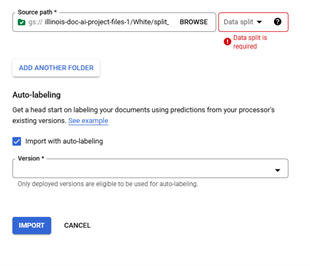 Source path *
gs:// illinois-doc-ai-project-files-1/White/split_ BROWSE Data split
Data split is
required
ADD ANOTHER FOLDER
Auto-labeling
Get a head start on labeling your documents using predictions from your processor's
existing versions. See example
Import with auto-labeling
Version *
Only deployed versions are eligible to be used for auto-labeling.
IMPORT CANCEL